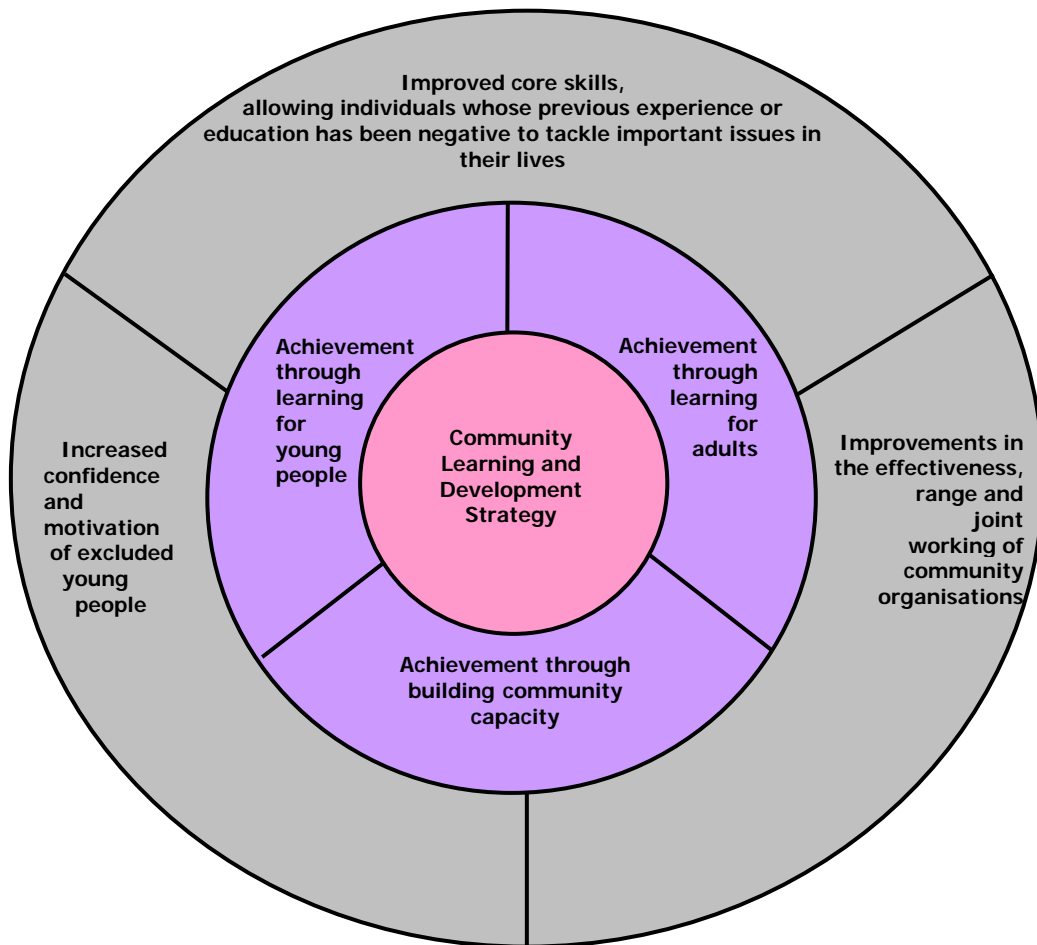 Improved core skills,
allowing individuals whose previous experience or
education has been negative to tackle important issues in
their lives
Achievement
through
learning
for
young
people
Achievement
through
learning
for
adults
Community
Learning and
Development
Strategy
Increased
confidence
and
motivation
of excluded
young
people
Improvements in
the effectiveness,
range and
joint
working of
community
organisations
Achievement through
building community
capacity